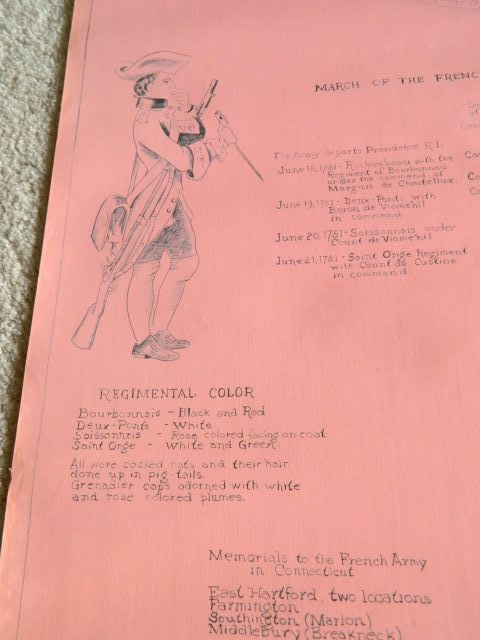 MARCH OF THE FRENC
The Army departs Providence R.I.
June 18, 1781 - Rochambeau with the
Regiment of Bourbonnais
under the command of
Marquis de Chastellux.
June 19, 1781 - Deux-Ponts with
Baron de Viomenil
in command
June 20, 1781 - Soissonnais under
Count de Viomenil
June 21, 1781 - Saint Onge Regiment
with Count de Custine
in command.
REGIMENTAL COLOR
Bourbonnais - Black and Red
Deux-Ponts - White
Soissonnais - Rose colored facing on coat
Saint Onge - White and Green
All wore cocked hats and their hair
done up in pig-tails.
Grenadier caps adorned with white
and rose colored plumes.
Memorials to the French Army
in Connecticut
East Hartford, two locations
Farmington
Southington (Marion)
Middlebury (Breakneck)